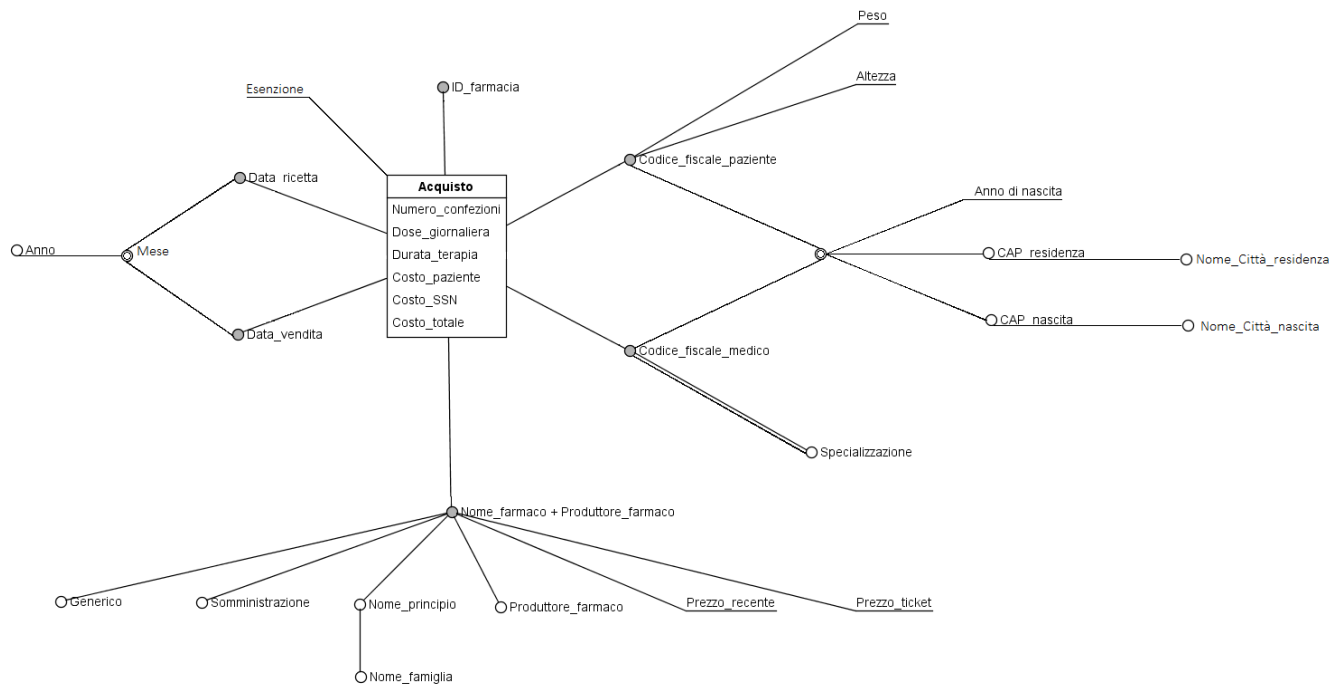 Peso
Altezza
Esenzione
ID_farmacia
Codice_fiscale_paziente
Data_ricetta
Acquisto
Numero_confezioni
Dose_giornaliera
Durata_terapia
Costo_paziente
Costo_SSN
Costo_totale
Anno di nascita
Anno
Mese
CAP_residenza
Nome_Città_residenza
CAP_nascita
Nome_Città_nascita
Data_vendita
Codice_fiscale_medico
Specializzazione
Nome_farmaco + Produttore_farmaco
Generico
Somministrazione
Nome_principio
Produttore_farmaco
Prezzo_recente
Prezzo_ticket
Nome_famiglia